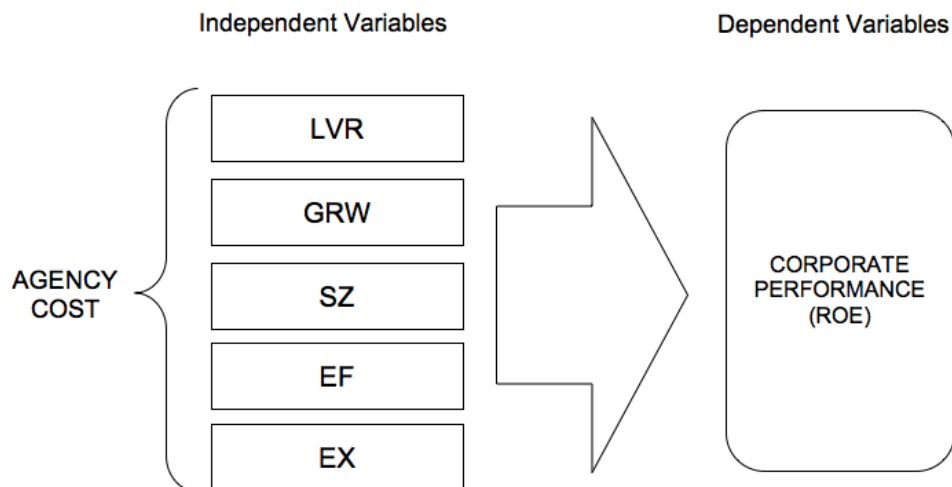 Independent Variables
Dependent Variables
AGENCY
COST
LVR
GRW
SZ
EF
EX
CORPORATE
PERFORMANCE
(ROE)